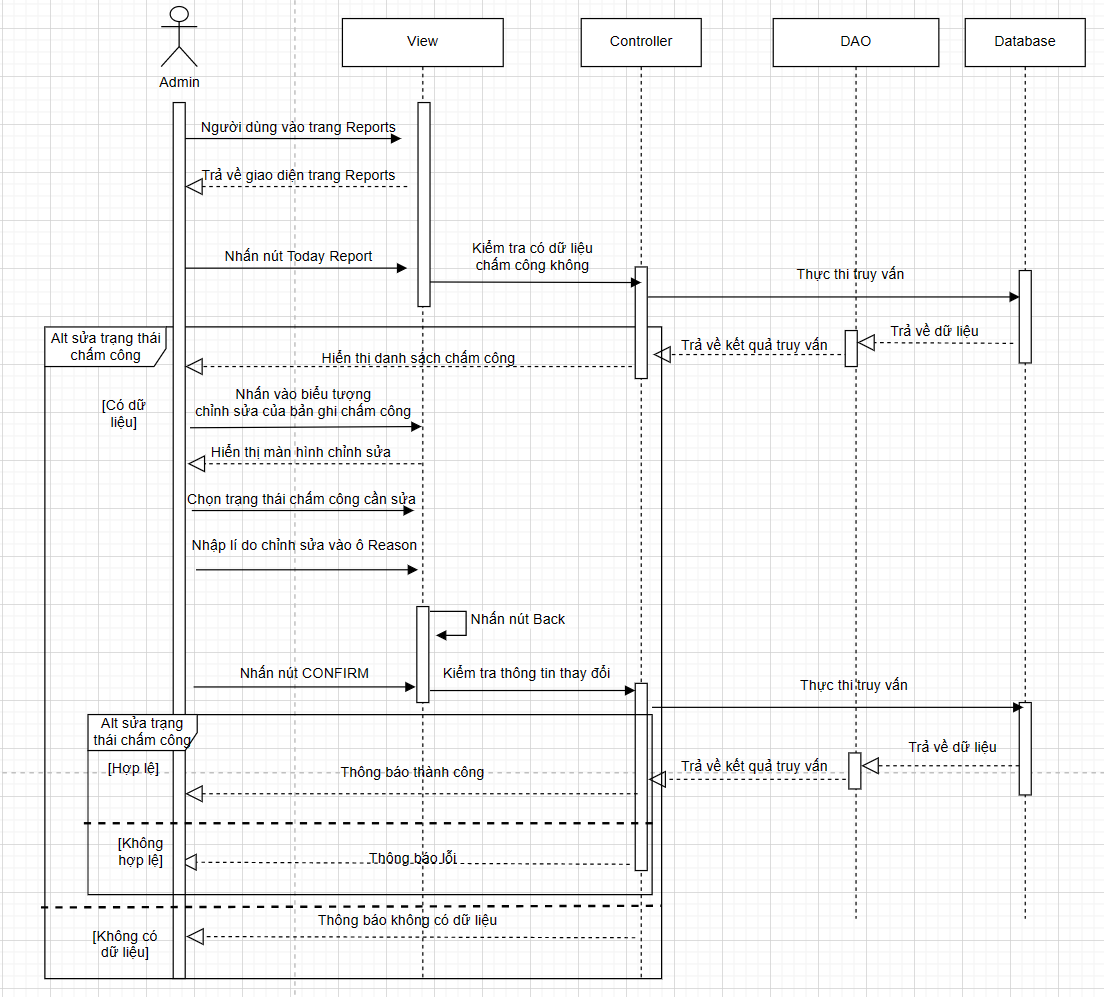 Admin
View
Controller
DAO
Database
Người dùng vào trang Reports
Trả về giao diện trang Reports
Nhấn nút Today Report
Kiểm tra có dữ liệu
chấm công không
Thực thi truy vấn
Trả về dữ liệu
Trả về kết quả truy vấn
Alt sửa trạng thái
chấm công
Hiển thị danh sách chấm công
[Có dữ
liệu]
Nhấn vào biểu tượng
chỉnh sửa của bản ghi chấm công
Hiển thị màn hình chỉnh sửa
Chọn trạng thái chấm công cần sửa
Nhập lí do chỉnh sửa vào ô Reason
Nhấn nút Back
Nhấn nút CONFIRM
Kiểm tra thông tin thay đổi
Thực thi truy vấn
Alt sửa trạng
thái chấm công
Trả về dữ liệu
Trả về kết quả truy vấn
[Hợp lệ]
Thông báo thành công
[Không
hợp lệ]
Thông báo lỗi
Thông báo không có dữ liệu
[Không có
dữ liệu]